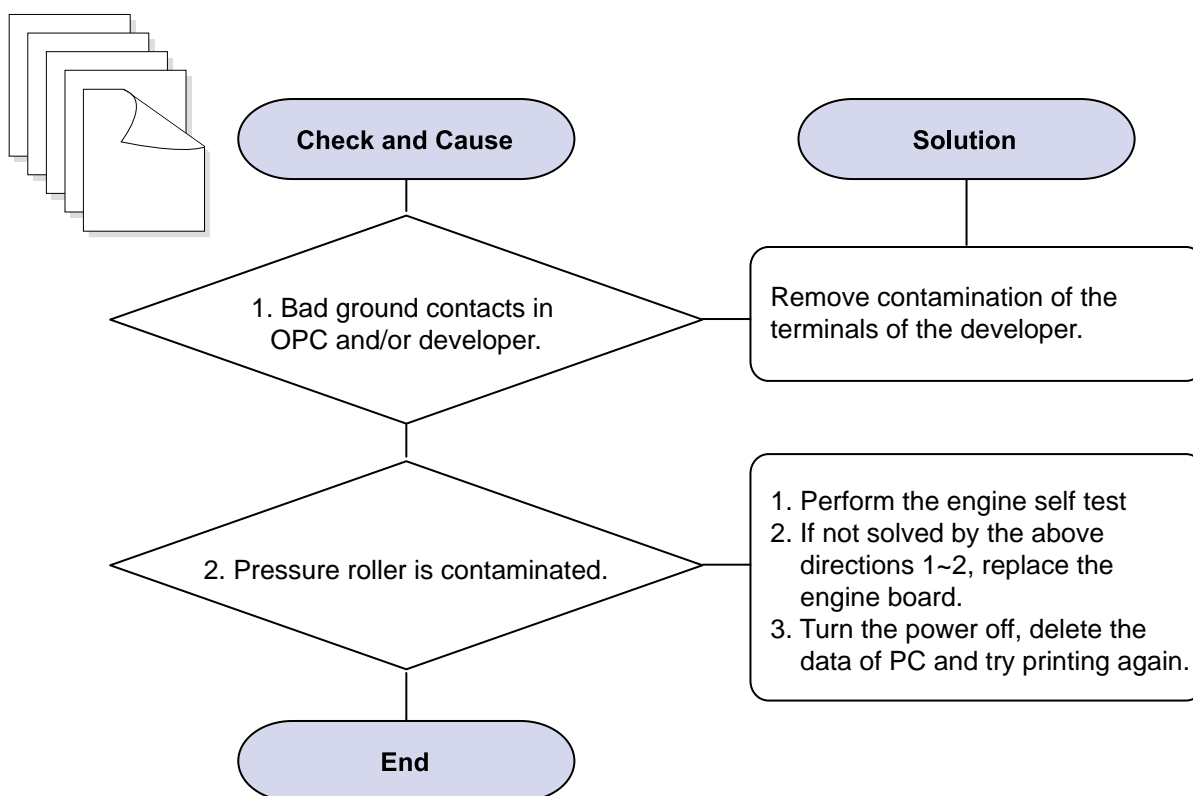 Check and Cause
Solution
1. Bad ground contacts in
OPC and/or developer.
Remove contamination of the
terminals of the developer.
2. Pressure roller is contaminated.
1. Perform the engine self test
2. If not solved by the above
directions 1~2, replace the
engine board.
3. Turn the power off, delete the
data of PC and try printing again.
End